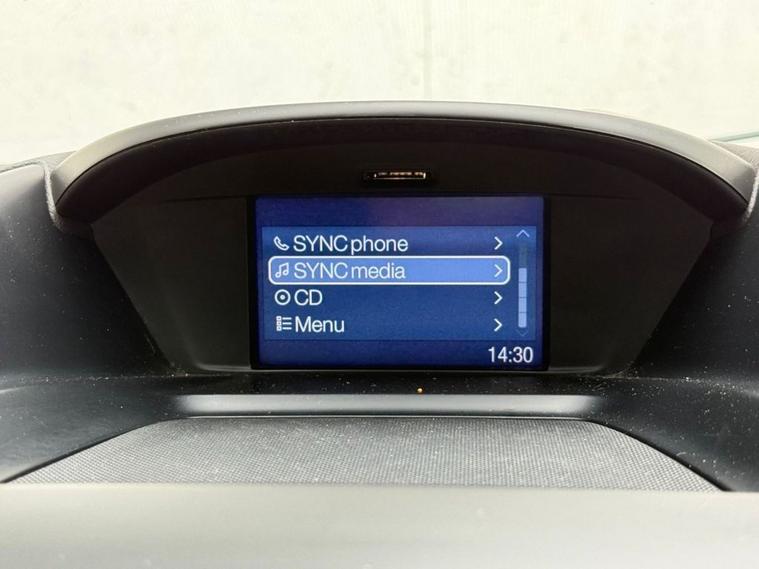 SYNC phone
SYNC media
CD
Menu
14:30